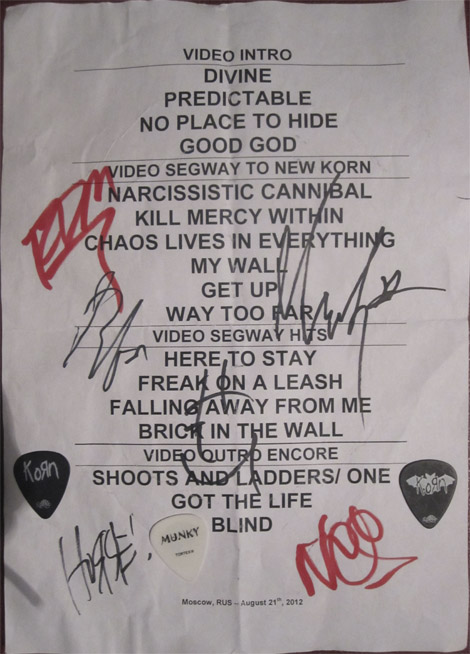 VIDEO INTRO
DIVINE
PREDICTABLE
NO PLACE TO HIDE
GOOD GOD
VIDEO SEGWAY TO NEW KORN
NARCISSISTIC CANNIBAL
KILL MERCY WITHIN
CHAOS LIVES IN EVERYTHING
MY WALL
GET UP
WAY TOO FAR
VIDEO SEGWAY HITS
HERE TO STAY
FREAK ON A LEASH
FALLING AWAY FROM ME
BRICK IN THE WALL
VIDEO OUTRO ENCORE
SHOOTS AND LADDERS/ ONE
GOT THE LIFE
BLIND
KoЯn
KoЯn
MUNKY
Moscow, RUS – August 21th, 2012